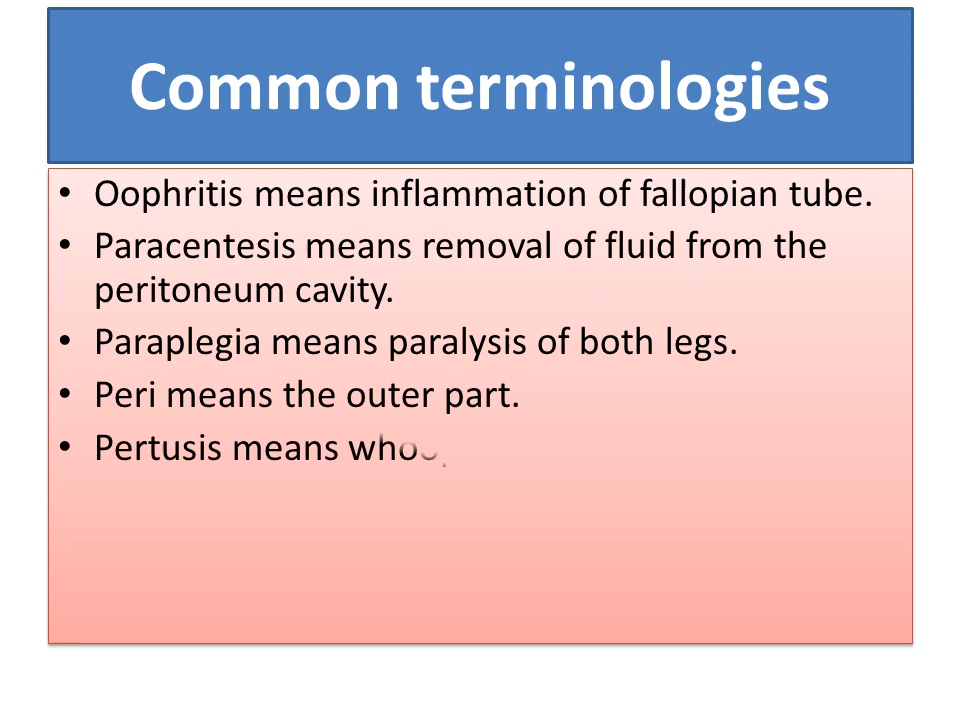 Common terminologies
• Oophritis means inflammation of fallopian tube.
• Paracentesis means removal of fluid from the
peritoneum cavity.
• Paraplegia means paralysis of both legs.
• Peri means the outer part.
• Pertusis means